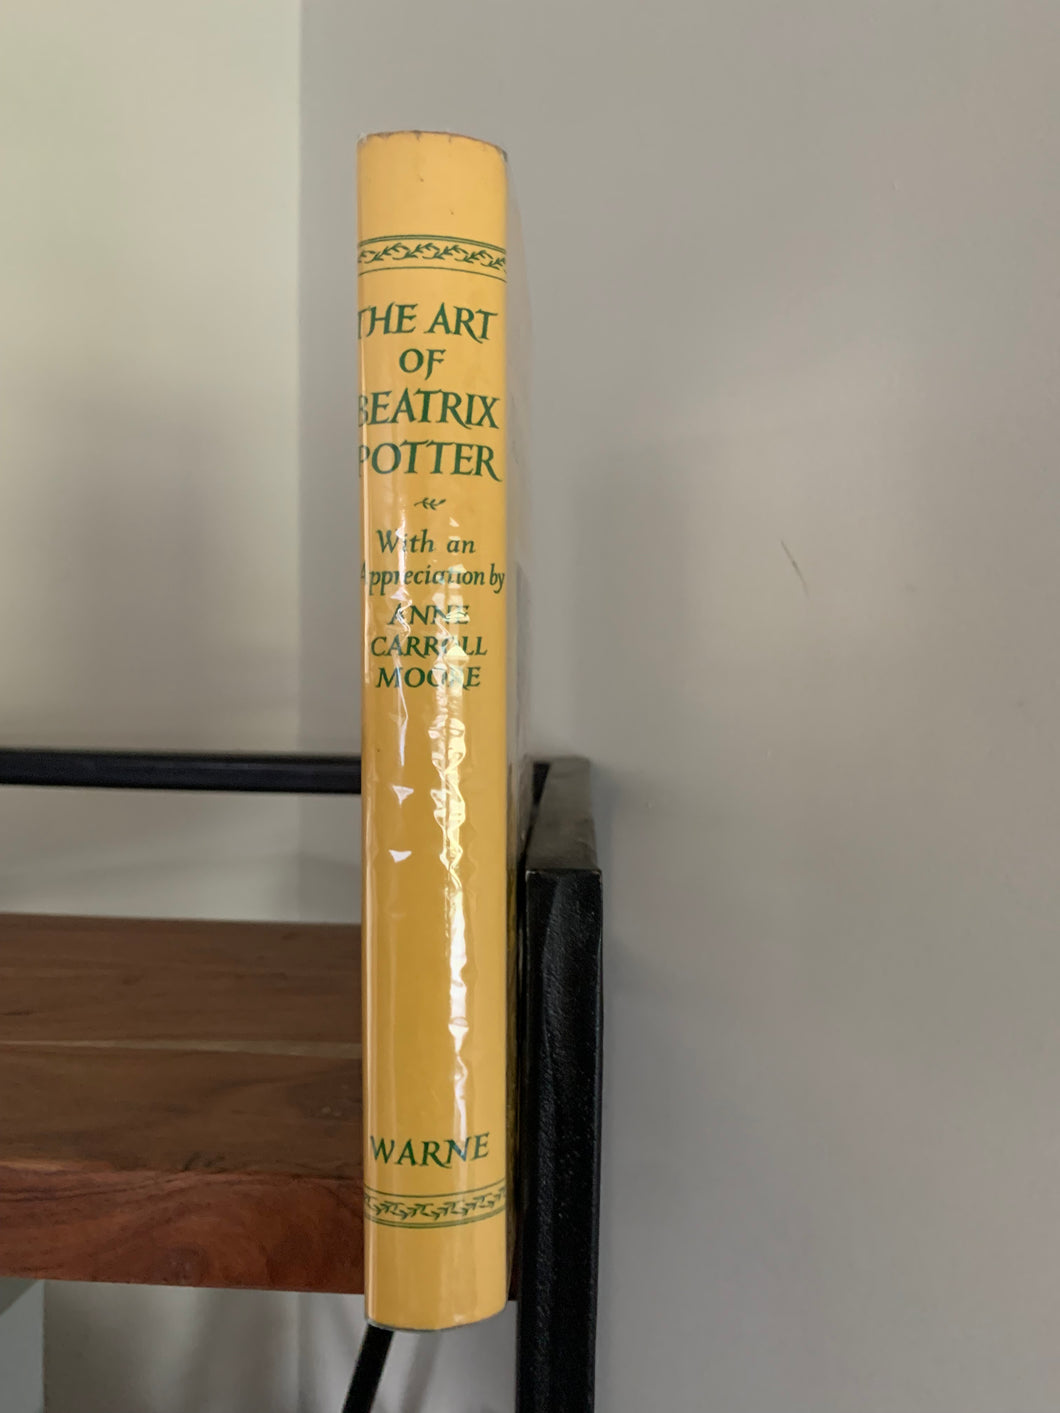 THE ART
OF
BEATRIX
POTTER
With an
Appreciation by
ANNE
CARROLL
MOORE
WARNE